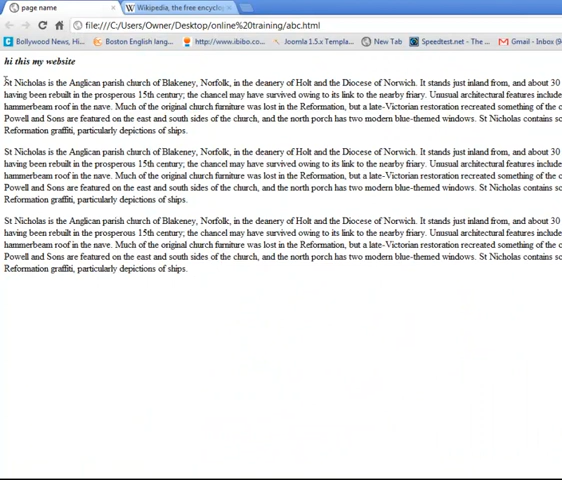 page name
Wikipedia, the free encyclo
file:///C:/Users/Owner/Desktop/online%20training/abc.html
Bollywood News, Hi... Boston English lang... http://www.ibibo.co... Joomla 1.5.x Templa... New Tab Speedtest.net - The ... Gmail - Inbox (9
hi this my website
St Nicholas is the Anglican parish church of Blakeney, Norfolk, in the deanery of Holt and the Diocese of Norwich. It stands just inland from, and about 30
having been rebuilt in the prosperous 15th century; the chancel may have survived owing to its link to the nearby friary. Unusual architectural features include
hammerbeam roof in the nave. Much of the original church furniture was lost in the Reformation, but a late-Victorian restoration recreated something of the o
Powell and Sons are featured on the east and south sides of the church, and the north porch has two modern blue-themed windows. St Nicholas contains so
Reformation graffiti, particularly depictions of ships.
St Nicholas is the Anglican parish church of Blakeney, Norfolk, in the deanery of Holt and the Diocese of Norwich. It stands just inland from, and about 30
having been rebuilt in the prosperous 15th century; the chancel may have survived owing to its link to the nearby friary. Unusual architectural features include
hammerbeam roof in the nave. Much of the original church furniture was lost in the Reformation, but a late-Victorian restoration recreated something of the o
Powell and Sons are featured on the east and south sides of the church, and the north porch has two modern blue-themed windows. St Nicholas contains so
Reformation graffiti, particularly depictions of ships.
St Nicholas is the Anglican parish church of Blakeney, Norfolk, in the deanery of Holt and the Diocese of Norwich. It stands just inland from, and about 30
having been rebuilt in the prosperous 15th century; the chancel may have survived owing to its link to the nearby friary. Unusual architectural features include
hammerbeam roof in the nave. Much of the original church furniture was lost in the Reformation, but a late-Victorian restoration recreated something of the o
Powell and Sons are featured on the east and south sides of the church, and the north porch has two modern blue-themed windows. St Nicholas contains so
Reformation graffiti, particularly depictions of ships.